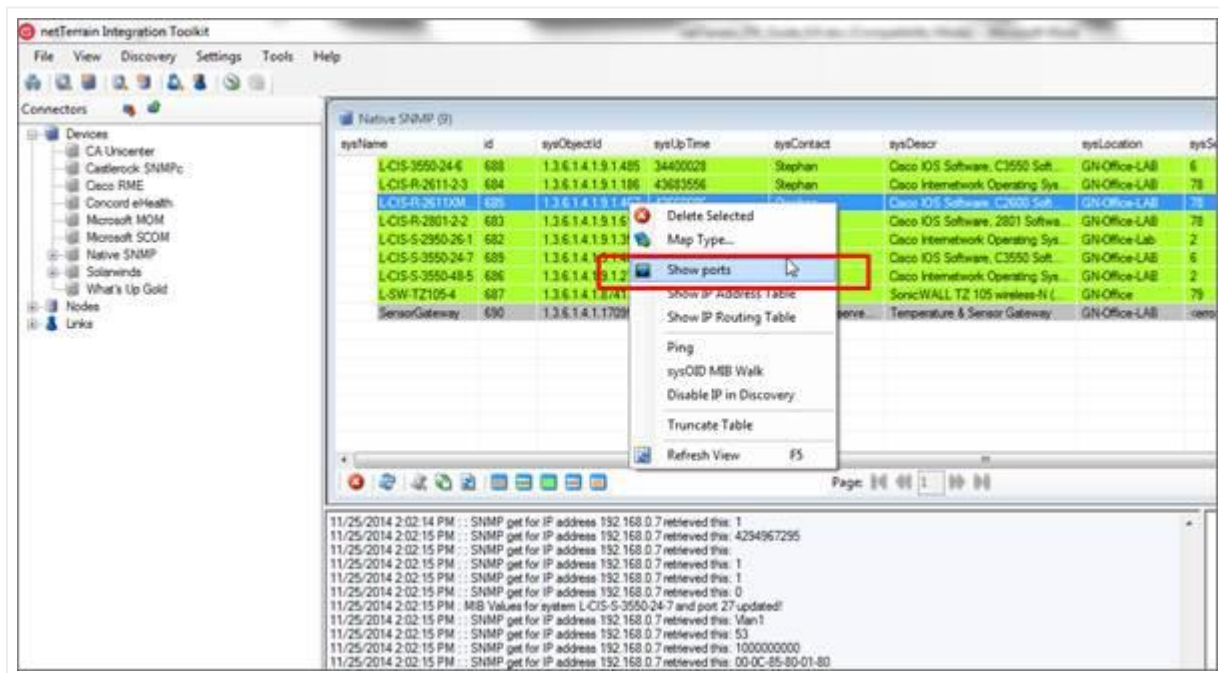 netTerrain Integration Toolkit
File View Discovery Settings Tools Help
Connectors
Devices
CA Unicenter
Castlerock SNMPc
Cisco RME
Concord eHealth
Microsoft MOM
Microsoft SCOM
Native SNMP
Solarwinds
What's Up Gold
Nodes
Links
Native SNMP (9)
sysName id sysObjectId sysUpTime sysContact sysDescr sysLocation
L-CIS-3550-24-6 688 1.3.6.1.4.1.9.1.485 34400028 Stephan Cisco IOS Software, C3550 Soft... GN-Office-LAB 6
L-CIS-R-2611-2-3 684 1.3.6.1.4.1.9.1.186 43683556 Stephan Cisco Internetwork Operating Sys... GN-Office-LAB 78
L-CIS-R-2611XM... 685 Cisco IOS Software, C2600 Soft... GN-Office-LAB 78
L-CIS-R-2801-2-2 683 Cisco IOS Software, 2801 Softwa... GN-Office-LAB 78
L-CIS-S-2950-26-1 682 Cisco Internetwork Operating Sys... GN-Office-Lab 2
L-CIS-S-3550-24-7 689 Cisco IOS Software, C3550 Soft... GN-Office-LAB 6
L-CIS-S-3550-48-5 686 Cisco Internetwork Operating Sys... GN-Office-LAB 2
L-SW-TZ105-4 687 SonicWALL TZ 105 wireless-N (... GN-Office 79
SensorGateway 690 Temperature & Sensor Gateway GN-Office-LAB
Delete Selected
Map Type...
Show ports
Show IP Address Table
Show IP Routing Table
Ping
sysOID MIB Walk
Disable IP in Discovery
Truncate Table
Refresh View F5
Page: 1
11/25/2014 2:02:14 PM : : SNMP get for IP address 192.168.0.7 retrieved this: 1
11/25/2014 2:02:15 PM : : SNMP get for IP address 192.168.0.7 retrieved this: 4294967295
11/25/2014 2:02:15 PM : : SNMP get for IP address 192.168.0.7 retrieved this:
11/25/2014 2:02:15 PM : : SNMP get for IP address 192.168.0.7 retrieved this: 1
11/25/2014 2:02:15 PM : : SNMP get for IP address 192.168.0.7 retrieved this: 1
11/25/2014 2:02:15 PM : : SNMP get for IP address 192.168.0.7 retrieved this: 0
11/25/2014 2:02:15 PM : MIB Values for system L-CIS-S-3550-24-7 and port 27 updated!
11/25/2014 2:02:15 PM : : SNMP get for IP address 192.168.0.7 retrieved this: Vlan1
11/25/2014 2:02:15 PM : : SNMP get for IP address 192.168.0.7 retrieved this: 53
11/25/2014 2:02:15 PM : : SNMP get for IP address 192.168.0.7 retrieved this: 1000000000
11/25/2014 2:02:15 PM : : SNMP get for IP address 192.168.0.7 retrieved this: 00-0C-85-80-01-80